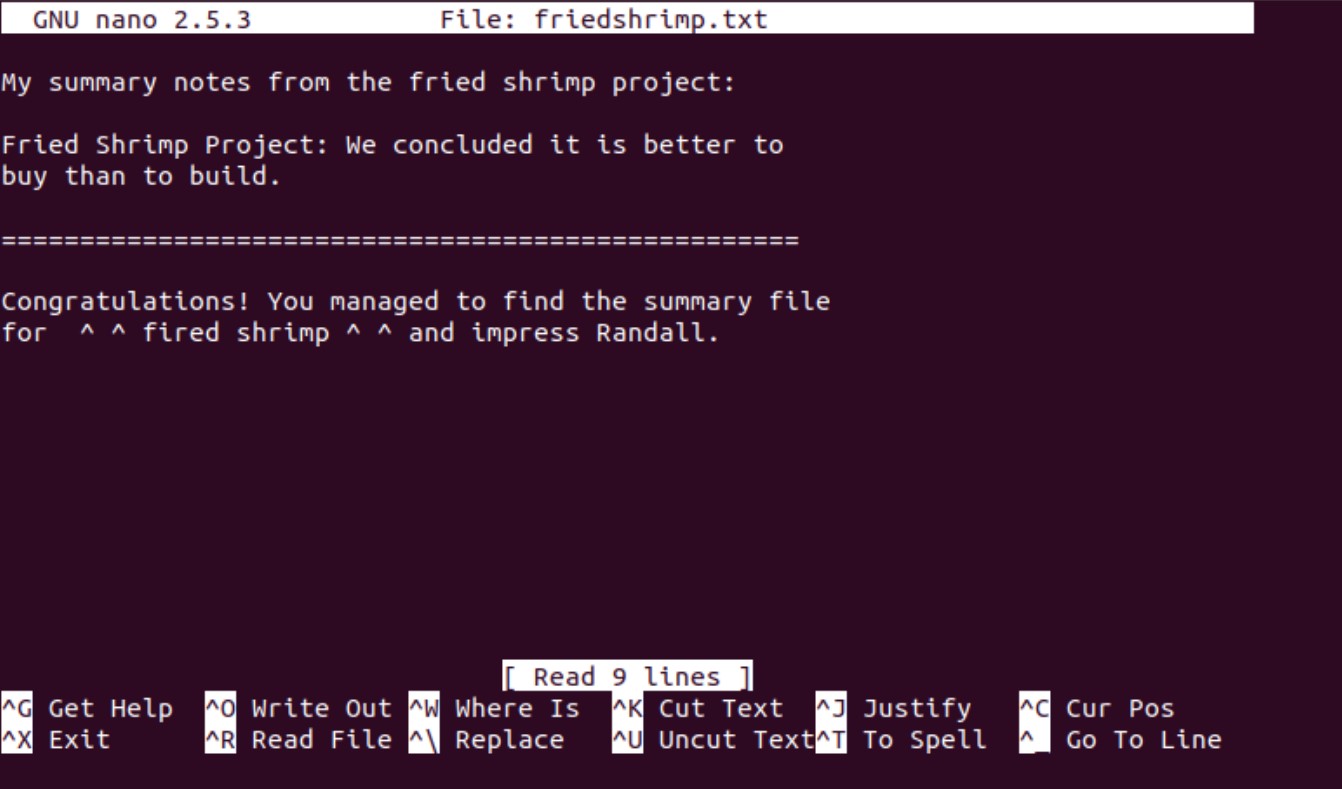 GNU nano 2.5.3 File: friedshrimp.txt
My summary notes from the fried shrimp project:
Fried Shrimp Project: We concluded it is better to
buy than to build.
===================================================
Congratulations! You managed to find the summary file
for  ^ ^ fired shrimp ^ ^ and impress Randall.
[ Read 9 lines ]
^G Get Help ^O Write Out ^W Where Is ^K Cut Text ^J Justify ^C Cur Pos
^X Exit ^R Read File ^\ Replace ^U Uncut Text ^T To Spell ^_ Go To Line